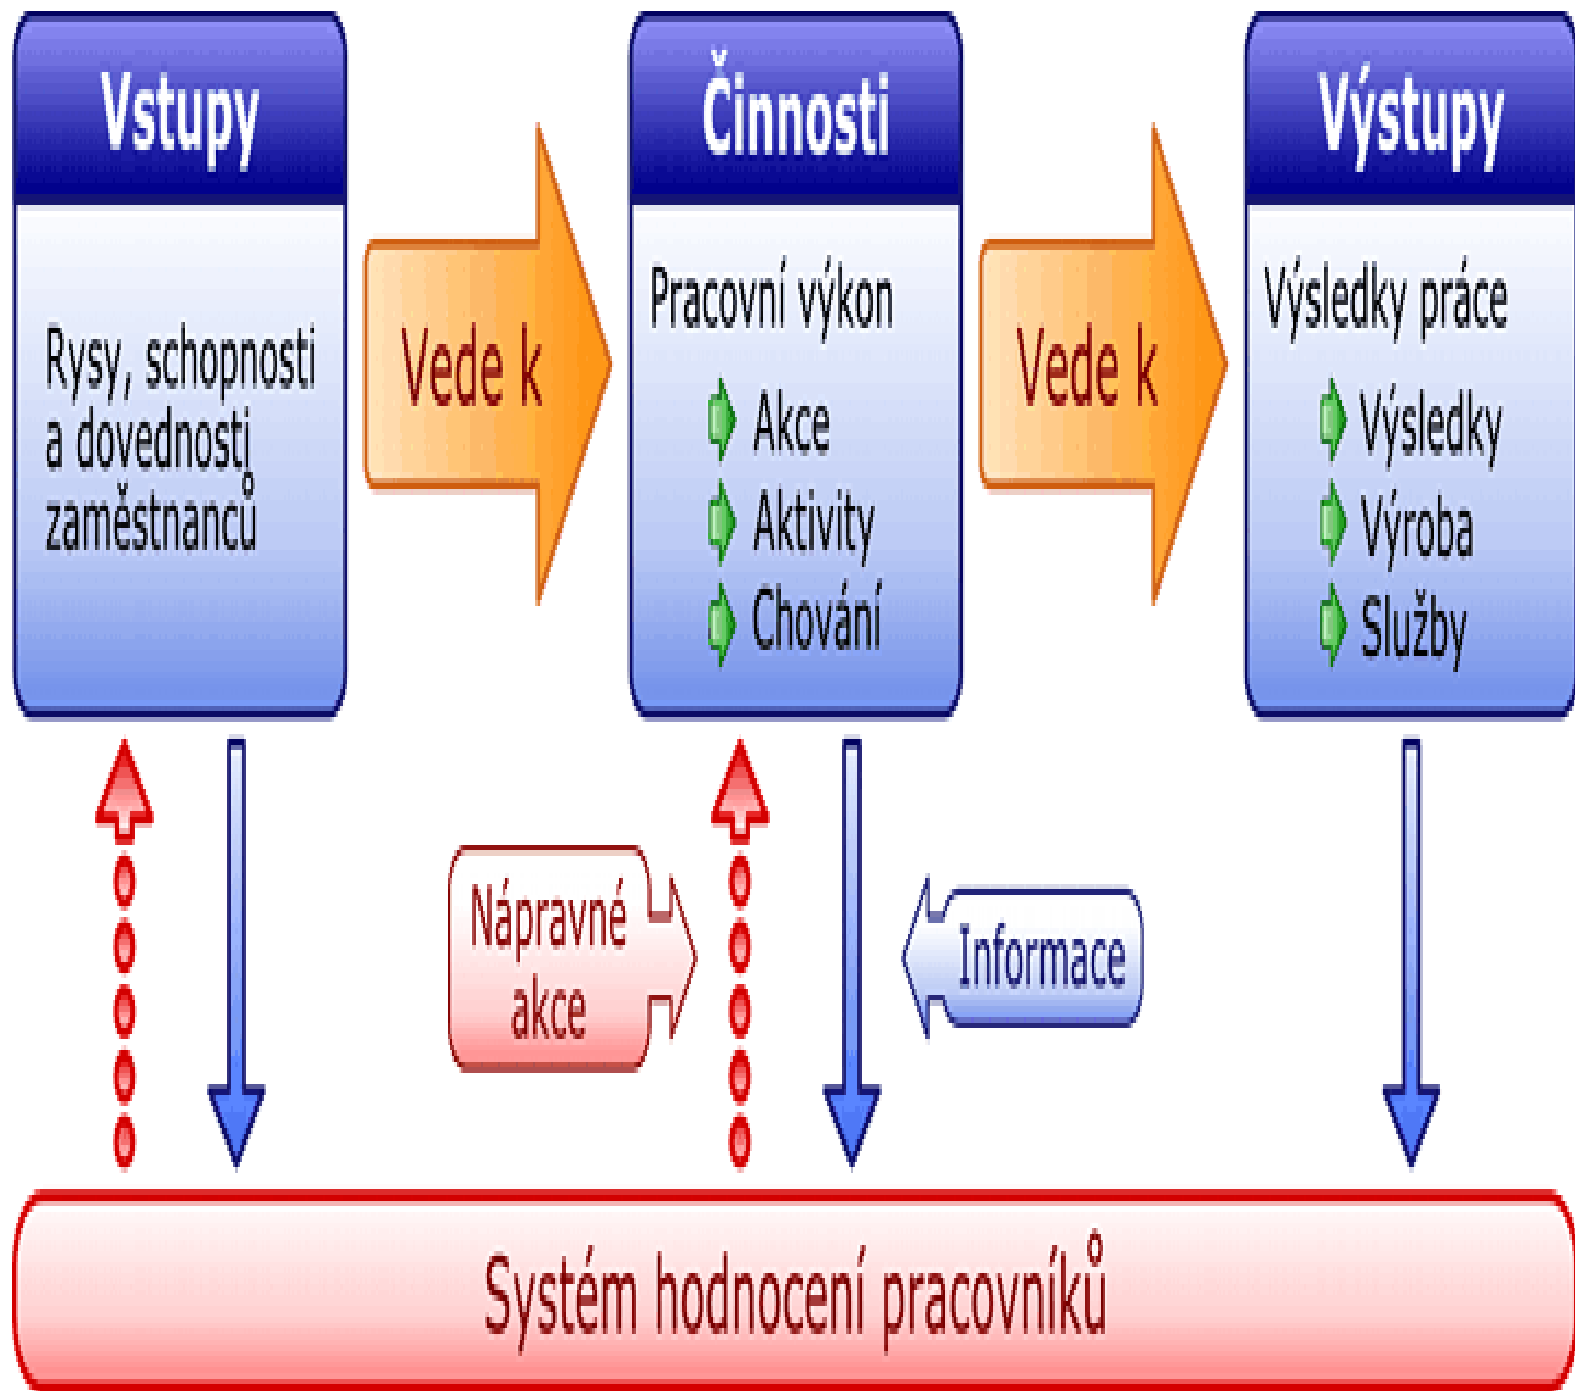 Vstupy
Rysy, schopnosti
a dovednosti
zaměstnanců
Vede k
Činnosti
Pracovní výkon
Akce
Aktivity
Chování
Vede k
Výstupy
Výsledky práce
Výsledky
Výroba
Služby
Nápravné
akce
Informace
Systém hodnocení pracovníků